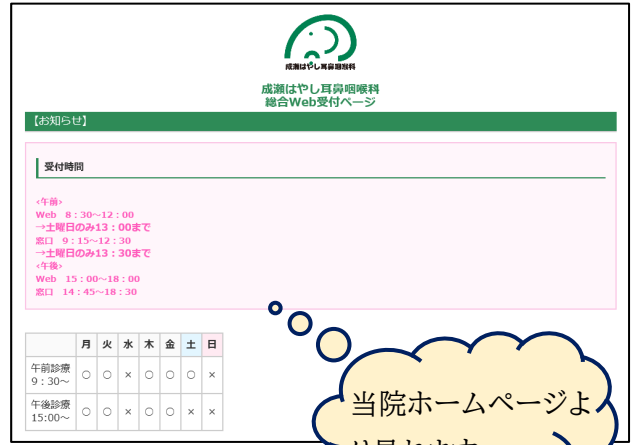 成瀬はやし耳鼻咽喉科
成瀬はやし耳鼻咽喉科
総合Web受付ページ
【お知らせ】
受付時間
<午前>
Web 8：30～12：00
→土曜日のみ13：00まで
窓口 9：15～12：30
→土曜日のみ13：30まで
<午後>
Web 15：00～18：00
窓口 14：45～18：30
月 火 水 木 金 土 日
午前診療
9：30～ ○ ○ × ○ ○ ○ ×
午後診療
15:00～ ○ ○ × ○ ○ × ×
当院ホームページよ